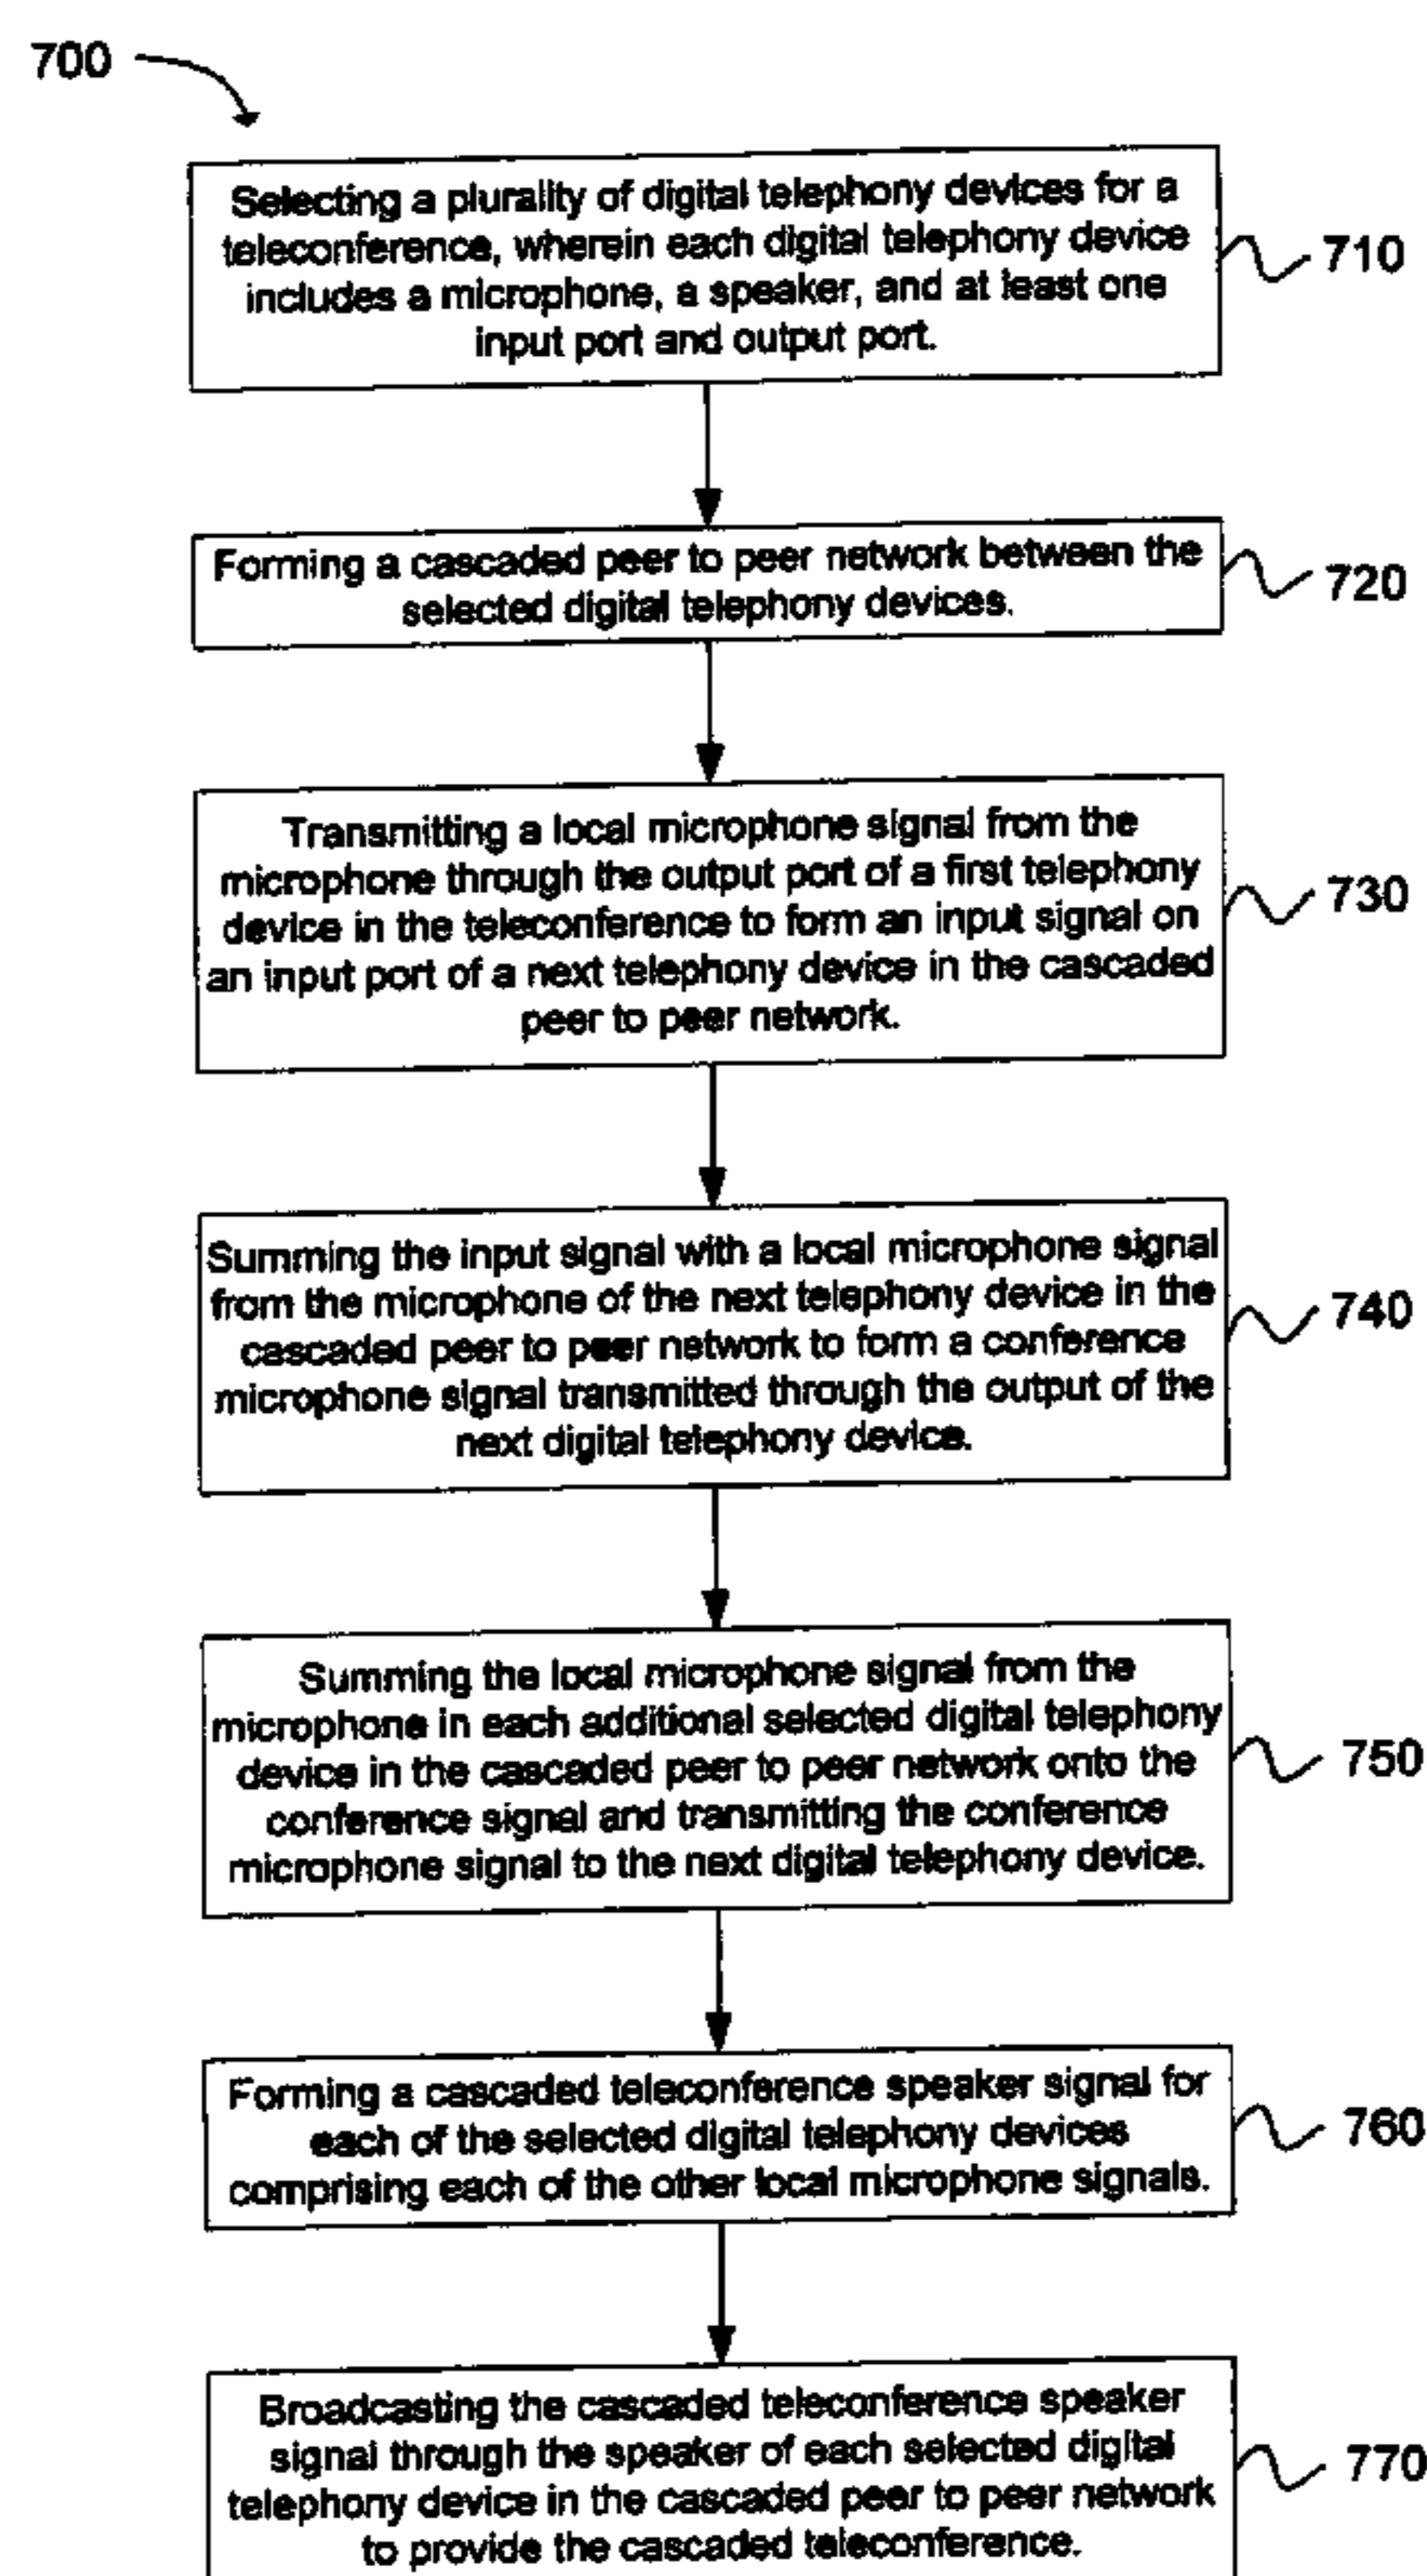 700
Selecting a plurality of digital telephony devices for a
teleconference, wherein each digital telephony device
includes a microphone, a speaker, and at least one
input port and output port.
710
Forming a cascaded peer to peer network between the
selected digital telephony devices.
720
Transmitting a local microphone signal from the
microphone through the output port of a first telephony
device in the teleconference to form an input signal on
an input port of a next telephony device in the cascaded
peer to peer network.
730
Summing the input signal with a local microphone signal
from the microphone of the next telephony device in the
cascaded peer to peer network to form a conference
microphone signal transmitted through the output of the
next digital telephony device.
740
Summing the local microphone signal from the
microphone in each additional selected digital telephony
device in the cascaded peer to peer network onto the
conference signal and transmitting the conference
microphone signal to the next digital telephony device.
750
Forming a cascaded teleconference speaker signal for
each of the selected digital telephony devices
comprising each of the other local microphone signals.
760
Broadcasting the cascaded teleconference speaker
signal through the speaker of each selected digital
telephony device in the cascaded peer to peer network
to provide the cascaded teleconference.
770